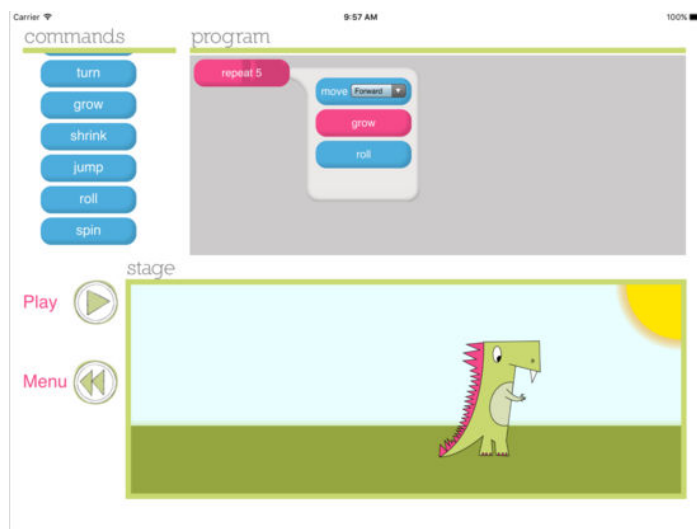 Carrier 9:57 AM 100%
commands
program
turn
grow
shrink
jump
roll
spin
repeat 5
move Forward
grow
roll
stage
Play
Menu